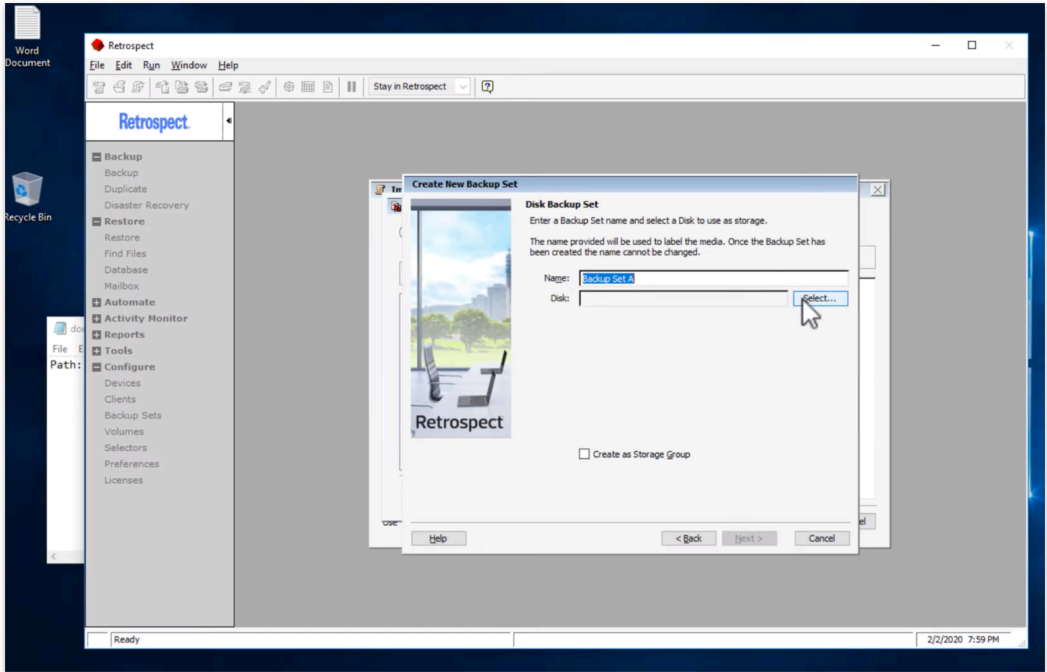 Word
Document
Recycle Bin
File
Path:
Retrospect
File Edit Run Window Help
Stay in Retrospect
Retrospect
Backup
Backup
Duplicate
Disaster Recovery
Restore
Restore
Find Files
Database
Mailbox
Automate
Activity Monitor
Reports
Tools
Configure
Devices
Clients
Backup Sets
Volumes
Selectors
Preferences
Licenses
Create New Backup Set
Disk Backup Set
Enter a Backup Set name and select a Disk to use as storage.
The name provided will be used to label the media. Once the Backup Set has
been created the name cannot be changed.
Name: Backup Set A
Disk: Select...
Retrospect
Create as Storage Group
Help < Back Next > Cancel
Ready 2/2/2020 7:59 PM